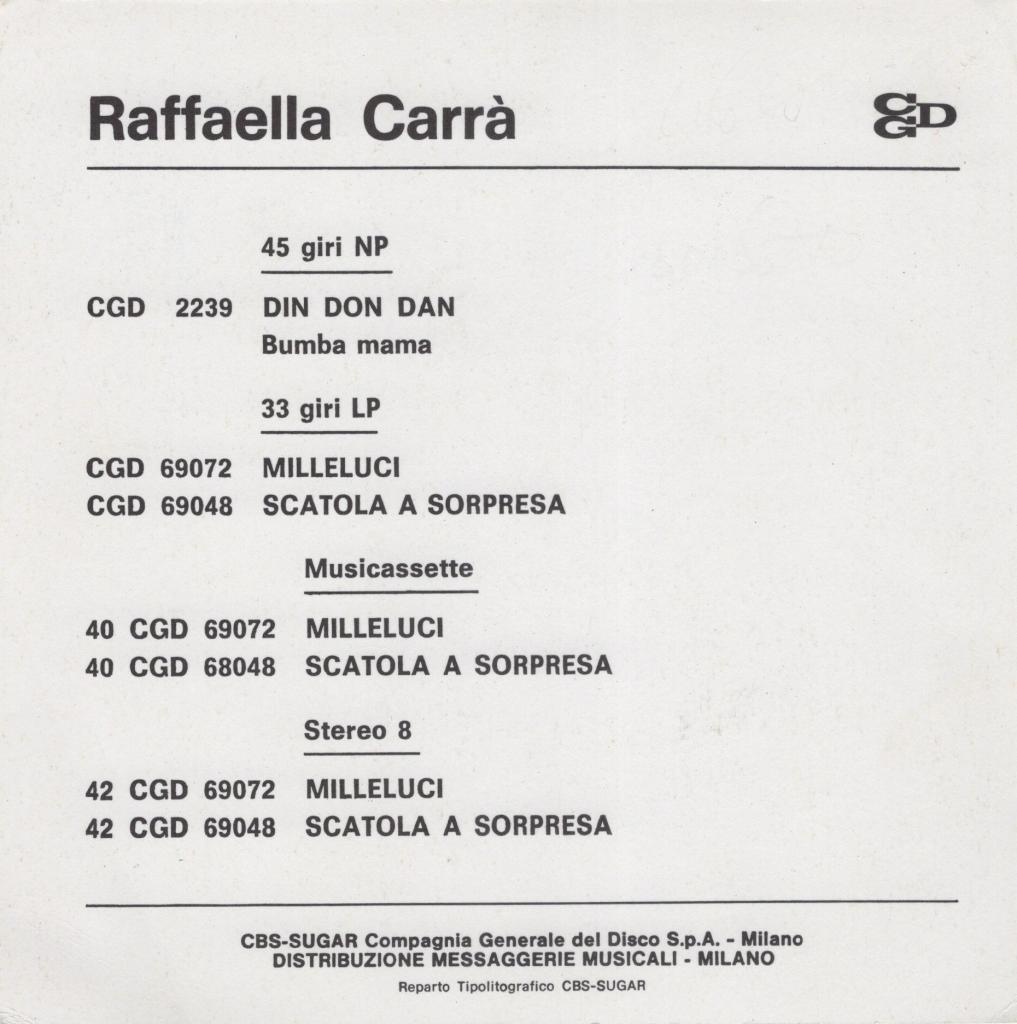 Raffaella Carrà
CGD
45 giri NP
CGD 2239 DIN DON DAN
Bumba mama
33 giri LP
CGD 69072 MILLELUCI
CGD 69048 SCATOLA A SORPRESA
Musicassette
40 CGD 69072 MILLELUCI
40 CGD 68048 SCATOLA A SORPRESA
Stereo 8
42 CGD 69072 MILLELUCI
42 CGD 69048 SCATOLA A SORPRESA
CBS-SUGAR Compagnia Generale del Disco S.p.A. - Milano
DISTRIBUZIONE MESSAGGERIE MUSICALI - MILANO
Reparto Tipolitografico CBS-SUGAR